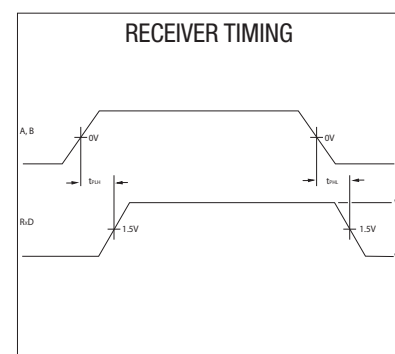 RECEIVER TIMING
A, B
0V
0V
tPLH
tPHL
RxD
1.5V
1.5V